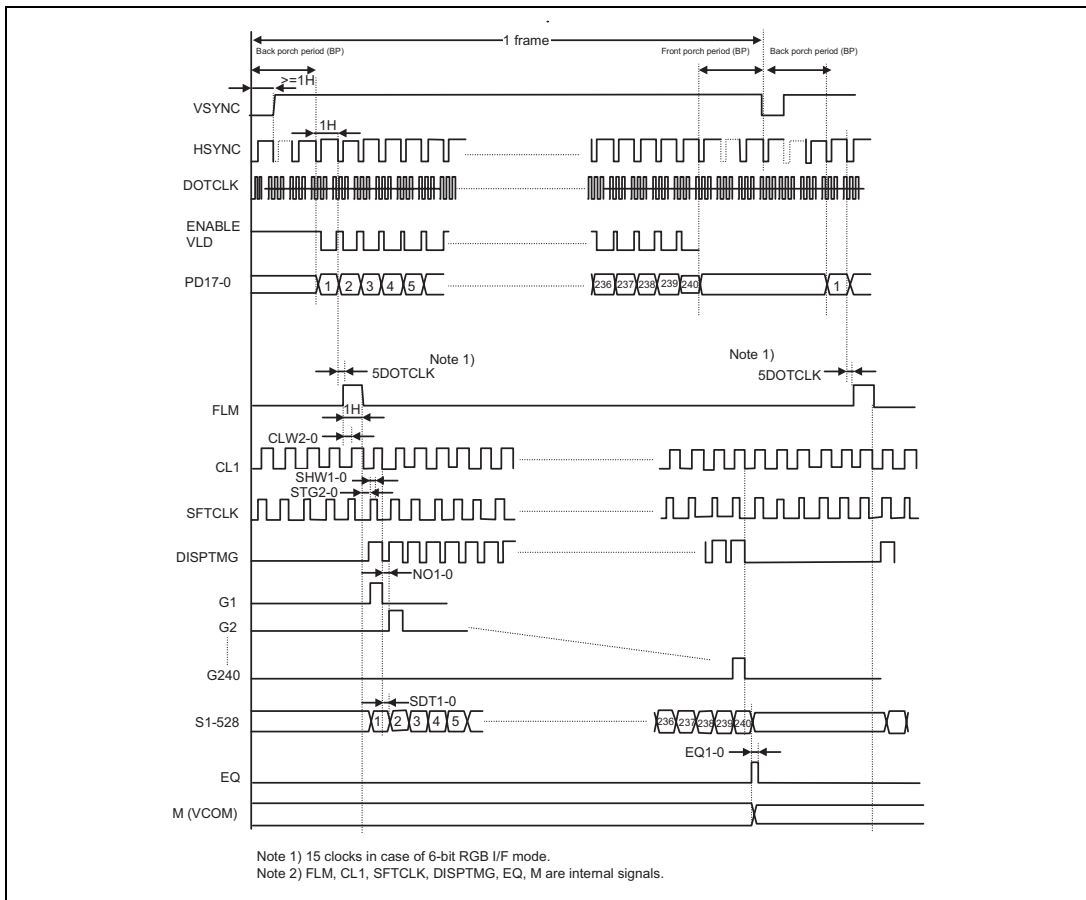 1 frame
Back porch period (BP)
Front porch period (BP)
Back porch period (BP)
>=1H
VSYNC
1H
HSYNC
DOTCLK
ENABLE
VLD
PD17-0
1 2 3 4 5
236 237 238 239 240
1
Note 1)
5DOTCLK
Note 1)
5DOTCLK
FLM
1H
CLW2-0
CL1
SHW1-0
STG2-0
SFTCLK
DISPTMG
NO1-0
G1
G2
G240
SDT1-0
S1-528
1 2 3 4 5
236 237 238 239 240
EQ1-0
EQ
M (VCOM)
Note 1) 15 clocks in case of 6-bit RGB I/F mode.
Note 2) FLM, CL1, SFTCLK, DISPTMG, EQ, M are internal signals.